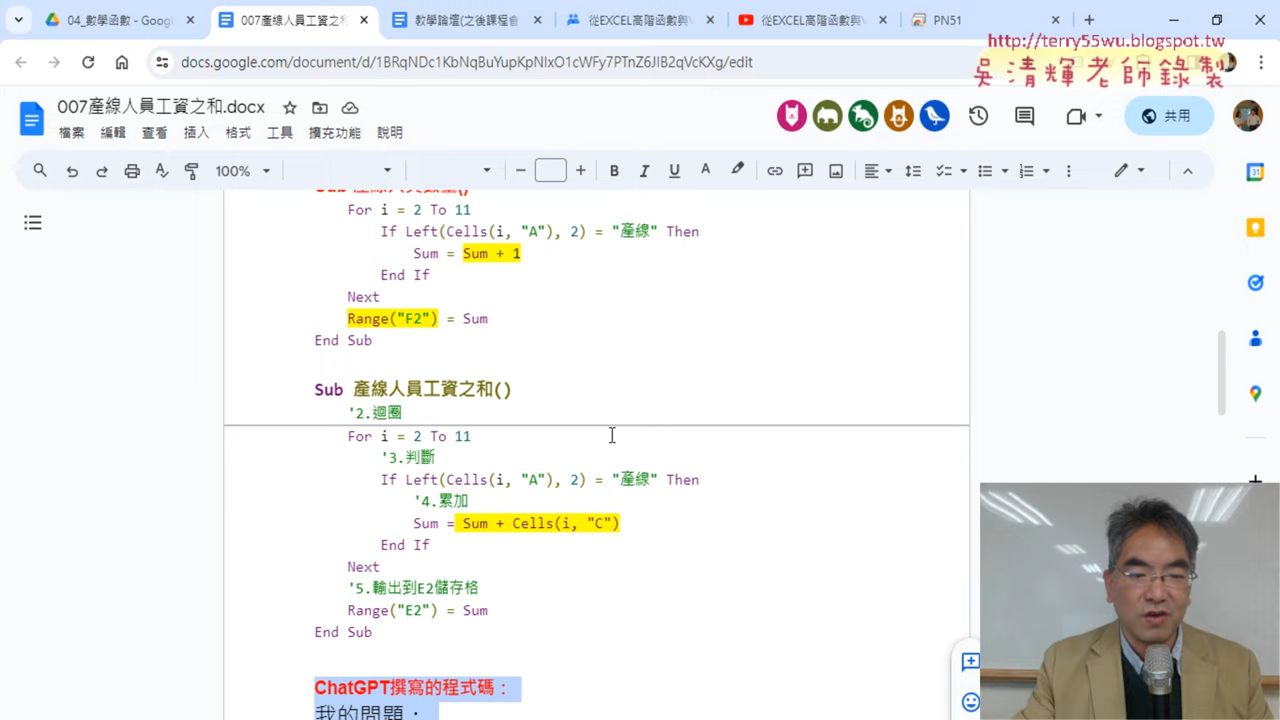 04_數學函數 - Goog
007產線人員工資之和
教學論壇(之後課程會
從EXCEL高階函數與
從EXCEL高階函數與
PN51
http://terry55wu.blogspot.tw
吳清輝老師錄製
docs.google.com/document/d/1BRqNDc1KbNqBuYupKpNlxO1cWFy7PTnZ6JIB2qVcKXg/edit
007產線人員工資之和.docx
檔案 編輯 查看 插入 格式 工具 擴充功能 說明
共用
100%
For i = 2 To 11
If Left(Cells(i, "A"), 2) = "產線" Then
Sum = Sum + 1
End If
Next
Range("F2") = Sum
End Sub
Sub 產線人員工資之和()
'2.迴圈
For i = 2 To 11
'3.判斷
If Left(Cells(i, "A"), 2) = "產線" Then
'4.累加
Sum = Sum + Cells(i, "C")
End If
Next
'5.輸出到E2儲存格
Range("E2") = Sum
End Sub
ChatGPT撰寫的程式碼：
我的問題：